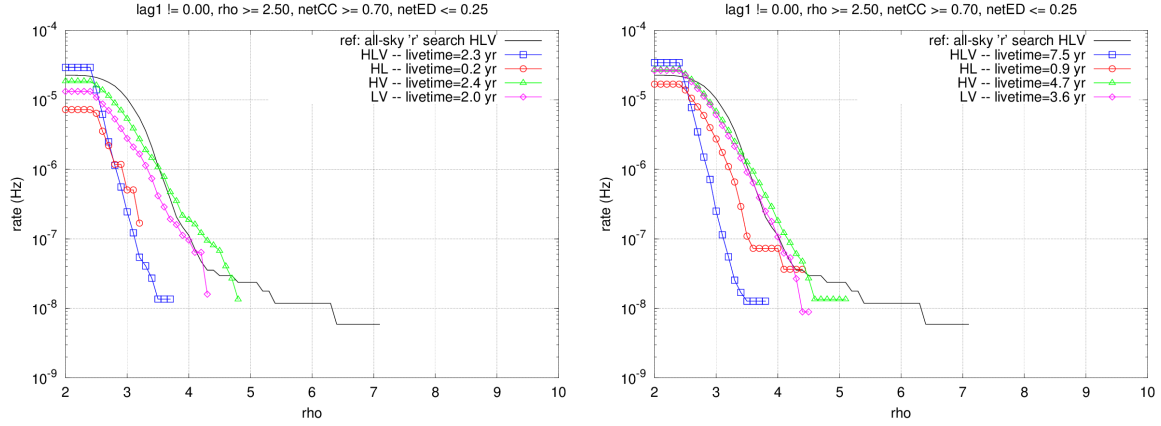 lag1 != 0.00, rho >= 2.50, netCC >= 0.70, netED <= 0.25
ref: all-sky 'r' search HLV
HLV -- livetime=2.3 yr
HL -- livetime=0.2 yr
HV -- livetime=2.4 yr
LV -- livetime=2.0 yr
rate (Hz)
10^-4
10^-5
10^-6
10^-7
10^-8
10^-9
2 3 4 5 6 7 8 9 10
rho
lag1 != 0.00, rho >= 2.50, netCC >= 0.70, netED <= 0.25
ref: all-sky 'r' search HLV
HLV -- livetime=7.5 yr
HL -- livetime=0.9 yr
HV -- livetime=4.7 yr
LV -- livetime=3.6 yr
rate (Hz)
10^-4
10^-5
10^-6
10^-7
10^-8
10^-9
2 3 4 5 6 7 8 9 10
rho